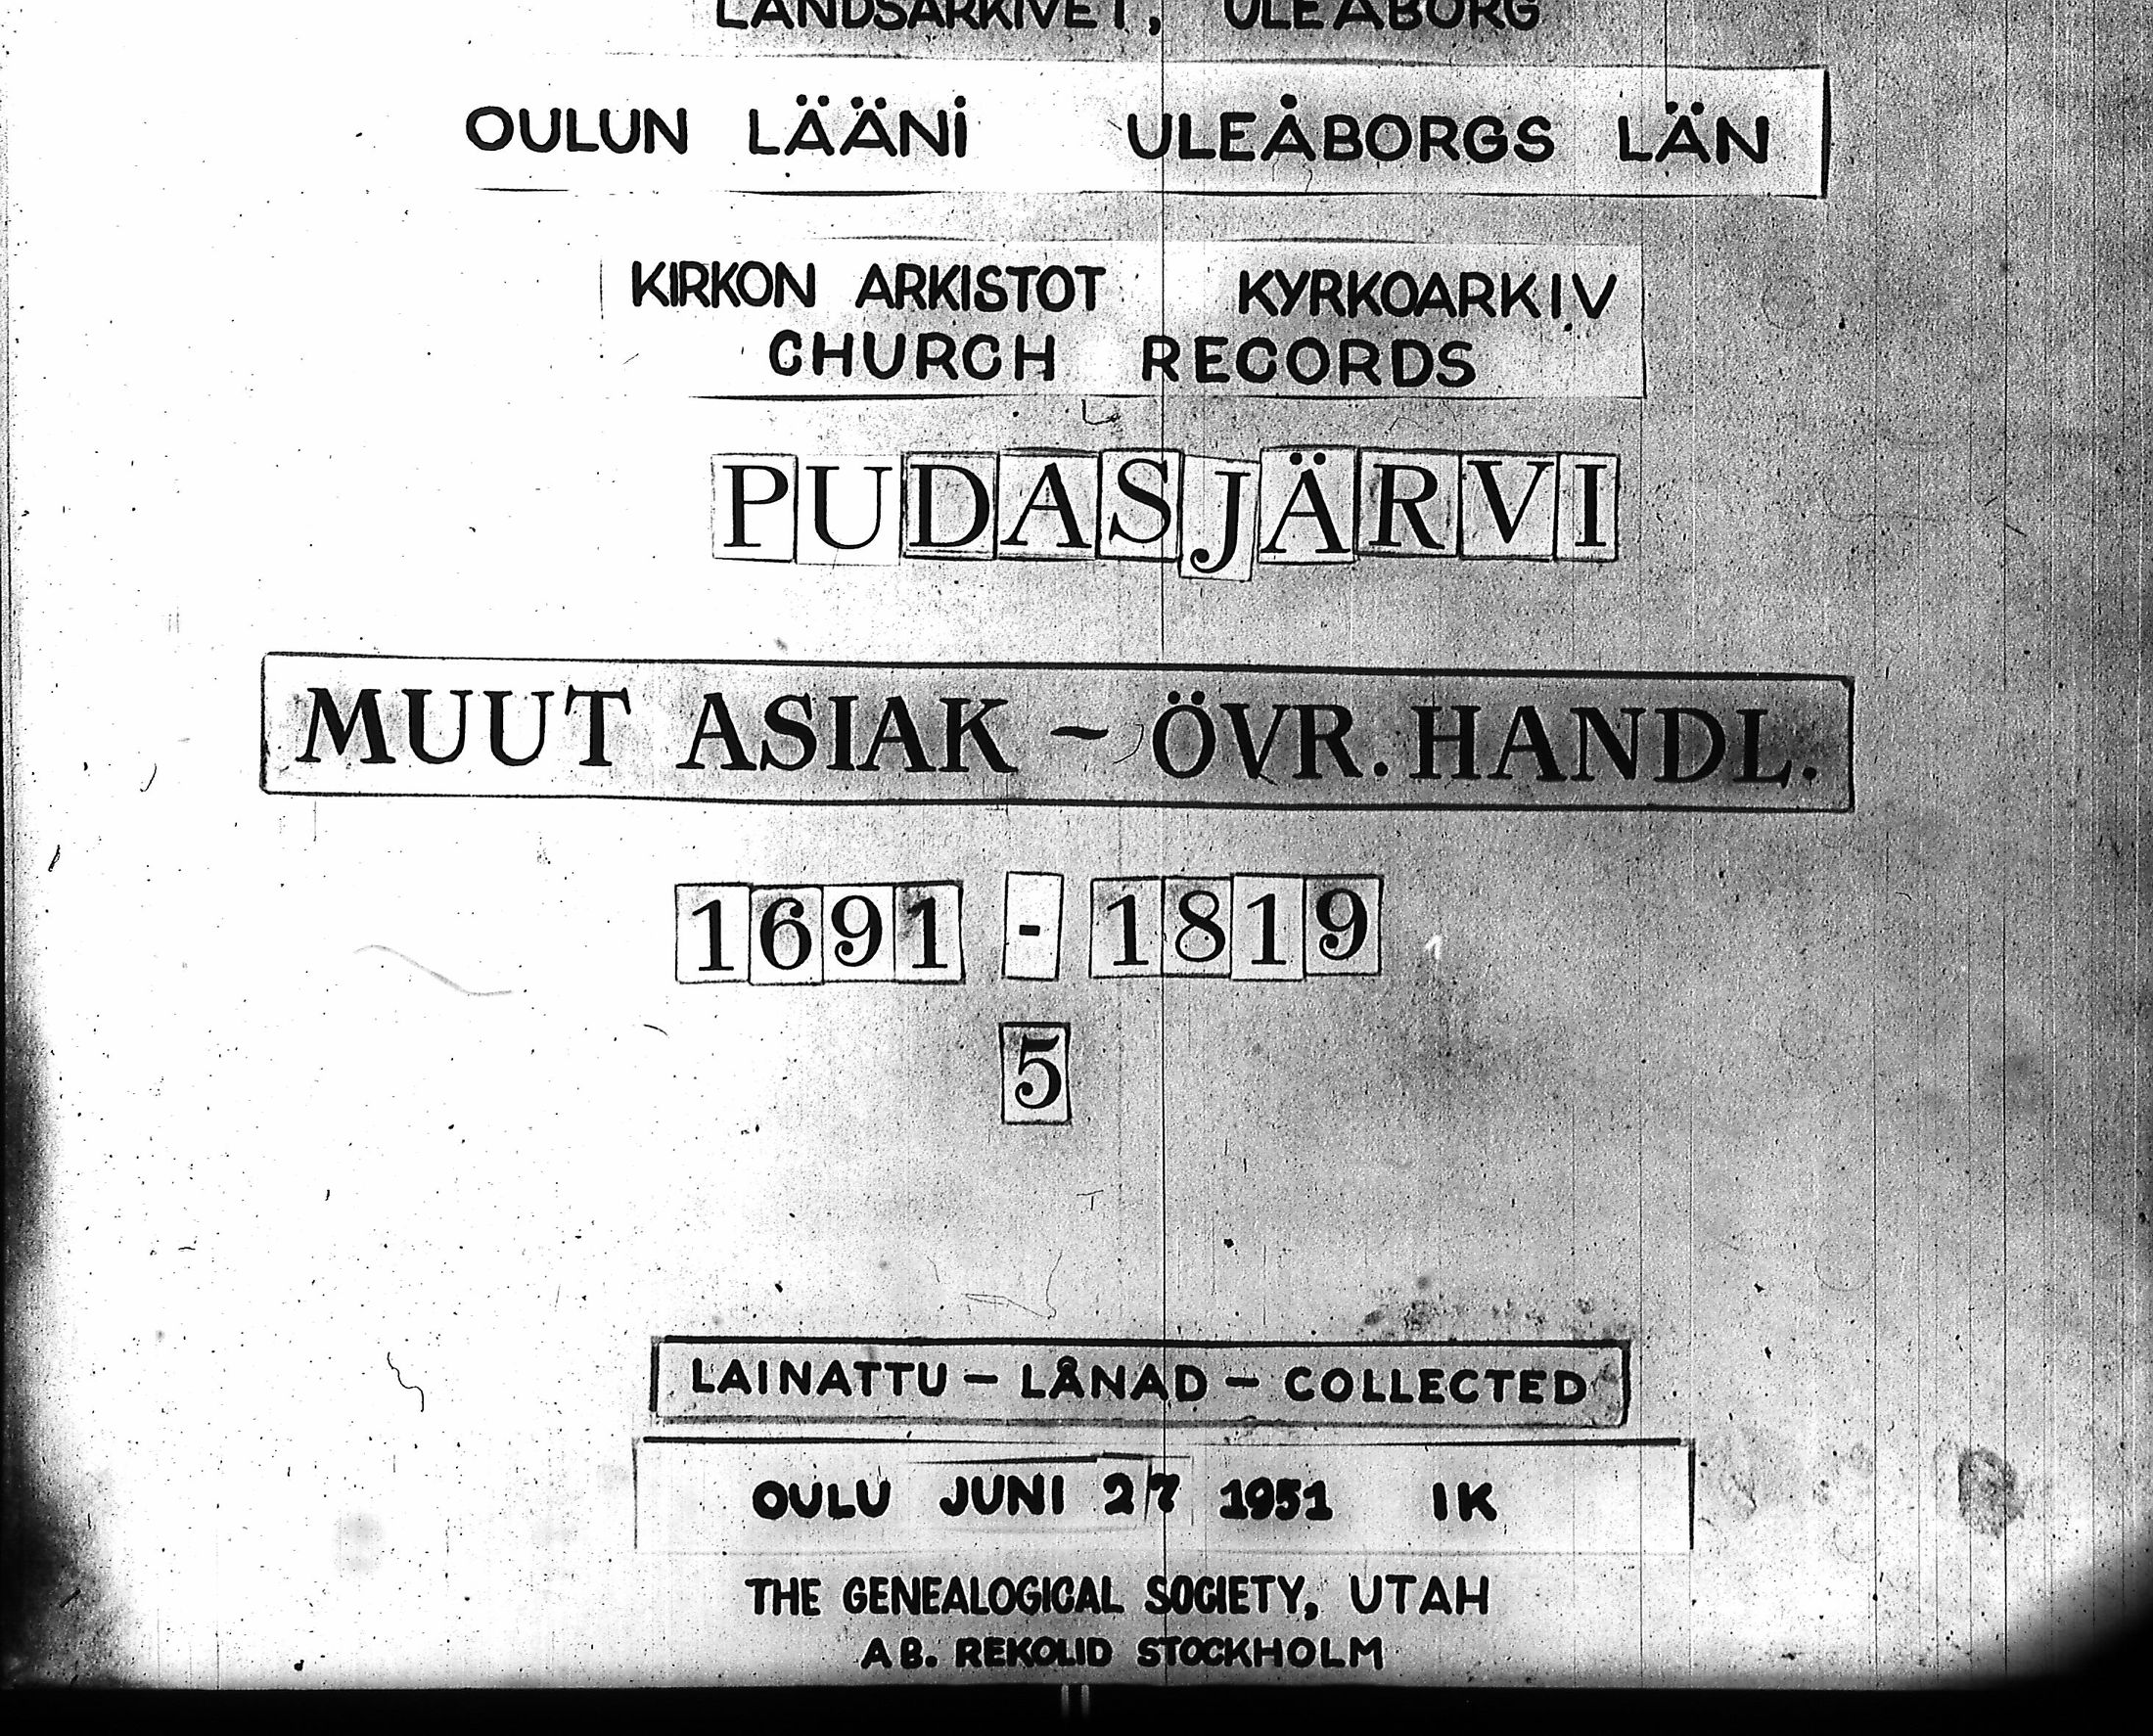 LANDSARKIVET, ULEÅBORG
OULUN LÄÄNI ULEÅBORGS LÄN
KIRKON ARKISTOT KYRKOARKIV
CHURCH RECORDS
PUDASJÄRVI
MUUT ASIAK ~ ÖVR. HANDL.
1691 - 1819
5
LAINATTU - LÅNAD - COLLECTED
OULU JUNI 27 1951 IK
THE GENEALOGICAL SOCIETY, UTAH
AB. REKOLID STOCKHOLM